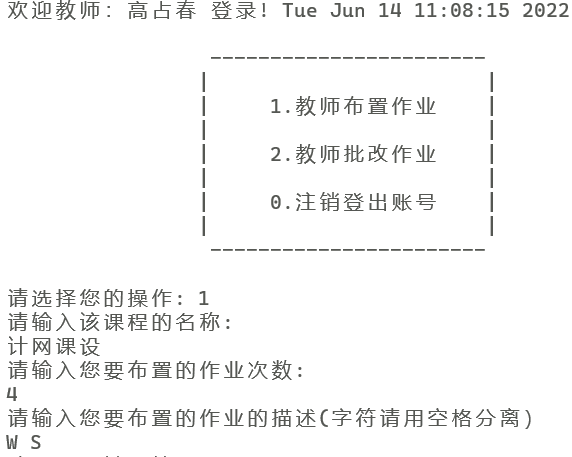 欢迎教师: 高占春 登录! Tue Jun 14 11:08:15 2022
-----------------------
| |
| 1.教师布置作业 |
| |
| 2.教师批改作业 |
| |
| 0.注销登出账号 |
| |
-----------------------
请选择您的操作: 1
请输入该课程的名称:
计网课设
请输入您要布置的作业次数:
4
请输入您要布置的作业的描述(字符请用空格分离)
W S